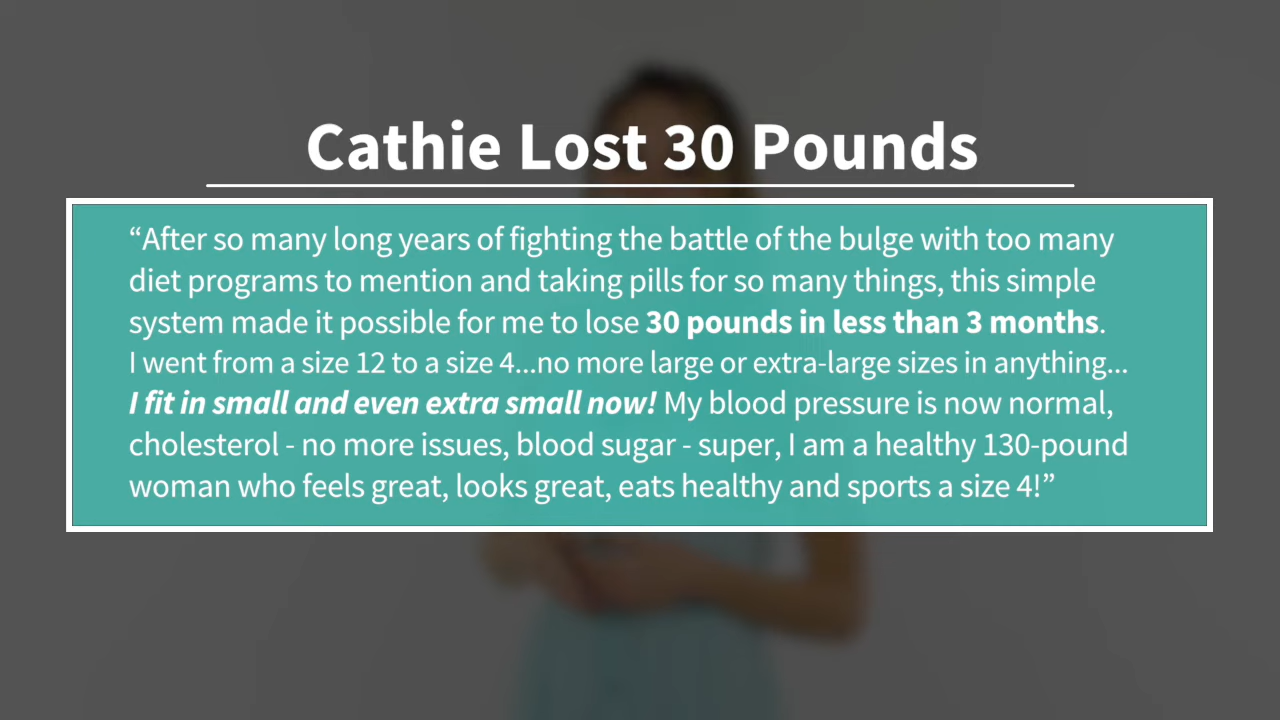 Cathie Lost 30 Pounds
“After so many long years of fighting the battle of the bulge with too many
diet programs to mention and taking pills for so many things, this simple
system made it possible for me to lose 30 pounds in less than 3 months.
I went from a size 12 to a size 4...no more large or extra-large sizes in anything...
I fit in small and even extra small now! My blood pressure is now normal,
cholesterol - no more issues, blood sugar - super, I am a healthy 130-pound
woman who feels great, looks great, eats healthy and sports a size 4!”